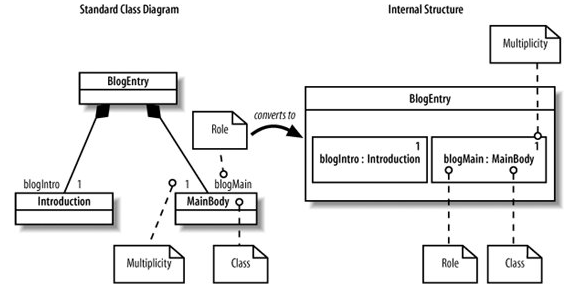 Standard Class Diagram
Internal Structure
Multiplicity
BlogEntry
BlogEntry
Role
converts to
1
1
blogIntro : Introduction
blogMain : MainBody
blogIntro 1
1 blogMain
Introduction
MainBody
Multiplicity
Class
Role
Class